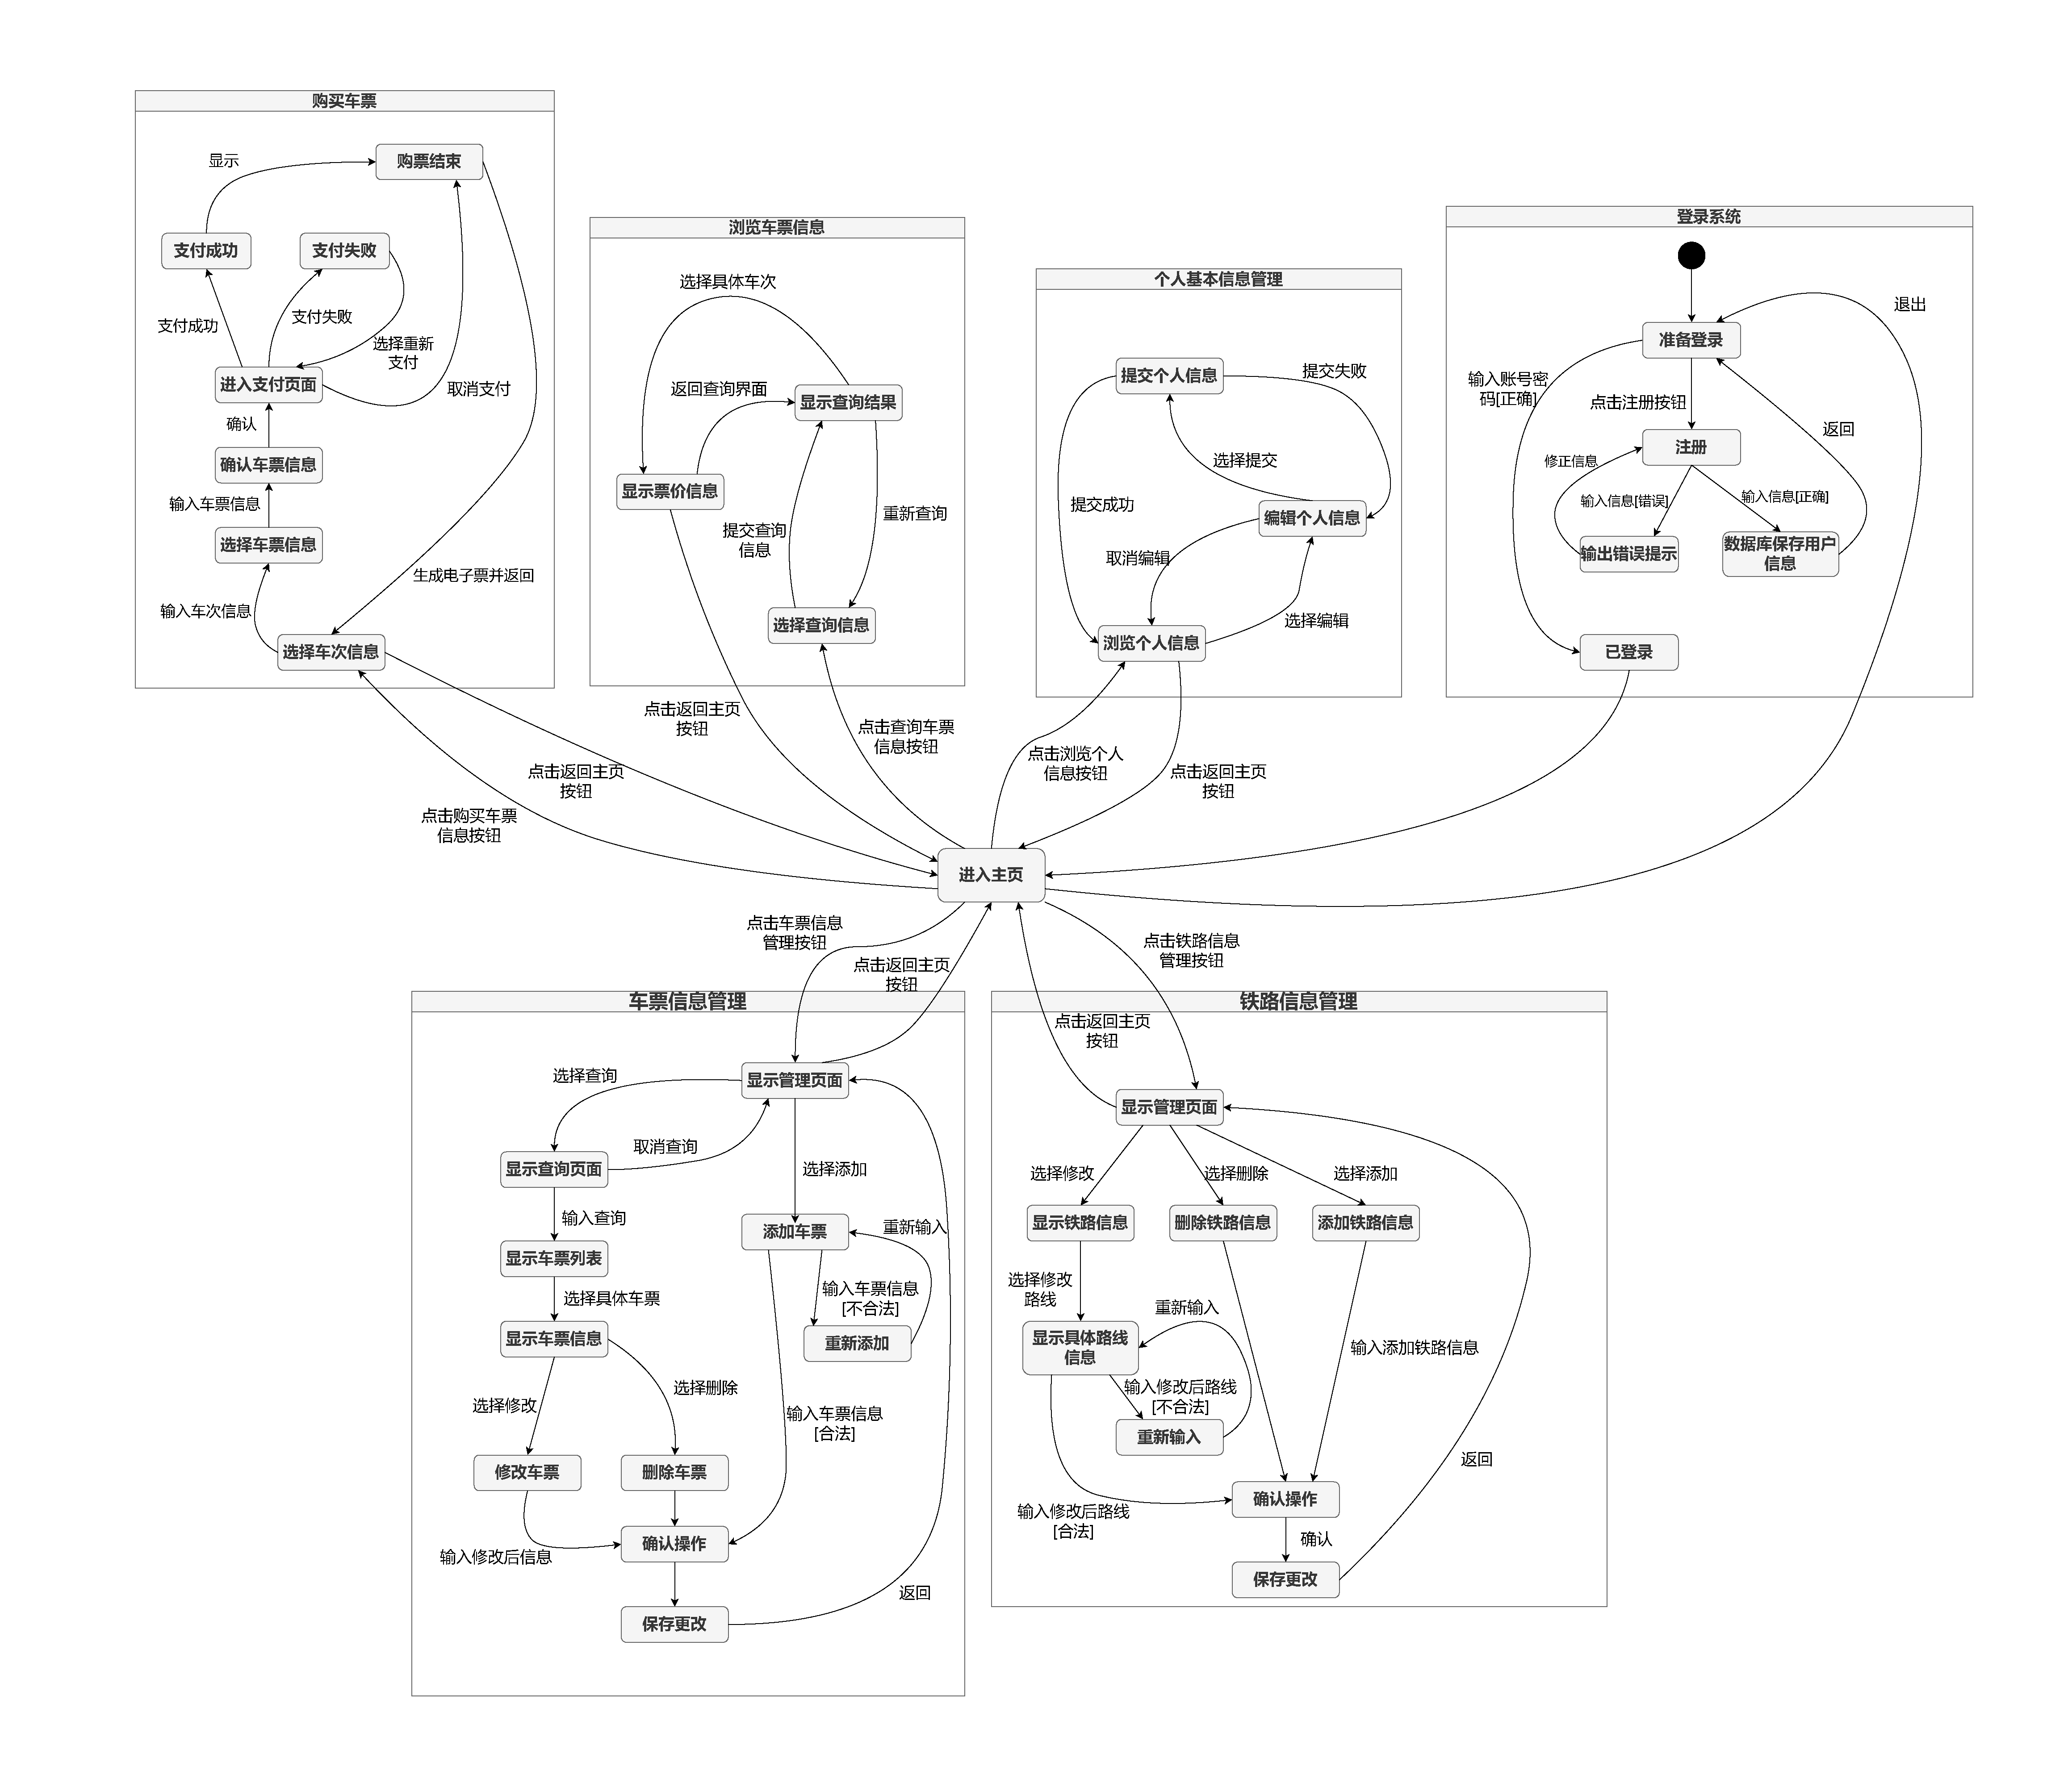 购买车票
显示
购票结束
支付成功
支付失败
支付成功
支付失败
选择重新
支付
进入支付页面
取消支付
确认
确认车票信息
输入车票信息
选择车票信息
生成电子票并返回
输入车次信息
选择车次信息
浏览车票信息
选择具体车次
返回查询界面
显示查询结果
显示票价信息
提交查询
信息
重新查询
选择查询信息
个人基本信息管理
提交个人信息
提交失败
选择提交
提交成功
编辑个人信息
取消编辑
选择编辑
浏览个人信息
登录系统
退出
准备登录
输入账号密
码[正确]
点击注册按钮
返回
注册
修正信息
输入信息[错误]
输入信息[正确]
输出错误提示
数据库保存用户
信息
已登录
点击返回主页
按钮
点击查询车票
信息按钮
点击浏览个人
信息按钮
点击返回主页
按钮
点击返回主页
按钮
点击购买车票
信息按钮
进入主页
点击车票信息
管理按钮
点击返回主页
按钮
点击铁路信息
管理按钮
车票信息管理
显示管理页面
选择查询
取消查询
显示查询页面
选择添加
输入查询
添加车票
重新输入
显示车票列表
选择具体车票
输入车票信息
[不合法]
显示车票信息
重新添加
选择删除
选择修改
输入车票信息
[合法]
修改车票
删除车票
确认操作
输入修改后信息
返回
保存更改
铁路信息管理
点击返回主页
按钮
显示管理页面
选择修改
选择删除
选择添加
显示铁路信息
删除铁路信息
添加铁路信息
选择修改
路线
重新输入
显示具体路线
信息
输入添加铁路信息
输入修改后路线
[不合法]
重新输入
返回
确认操作
输入修改后路线
[合法]
确认
保存更改